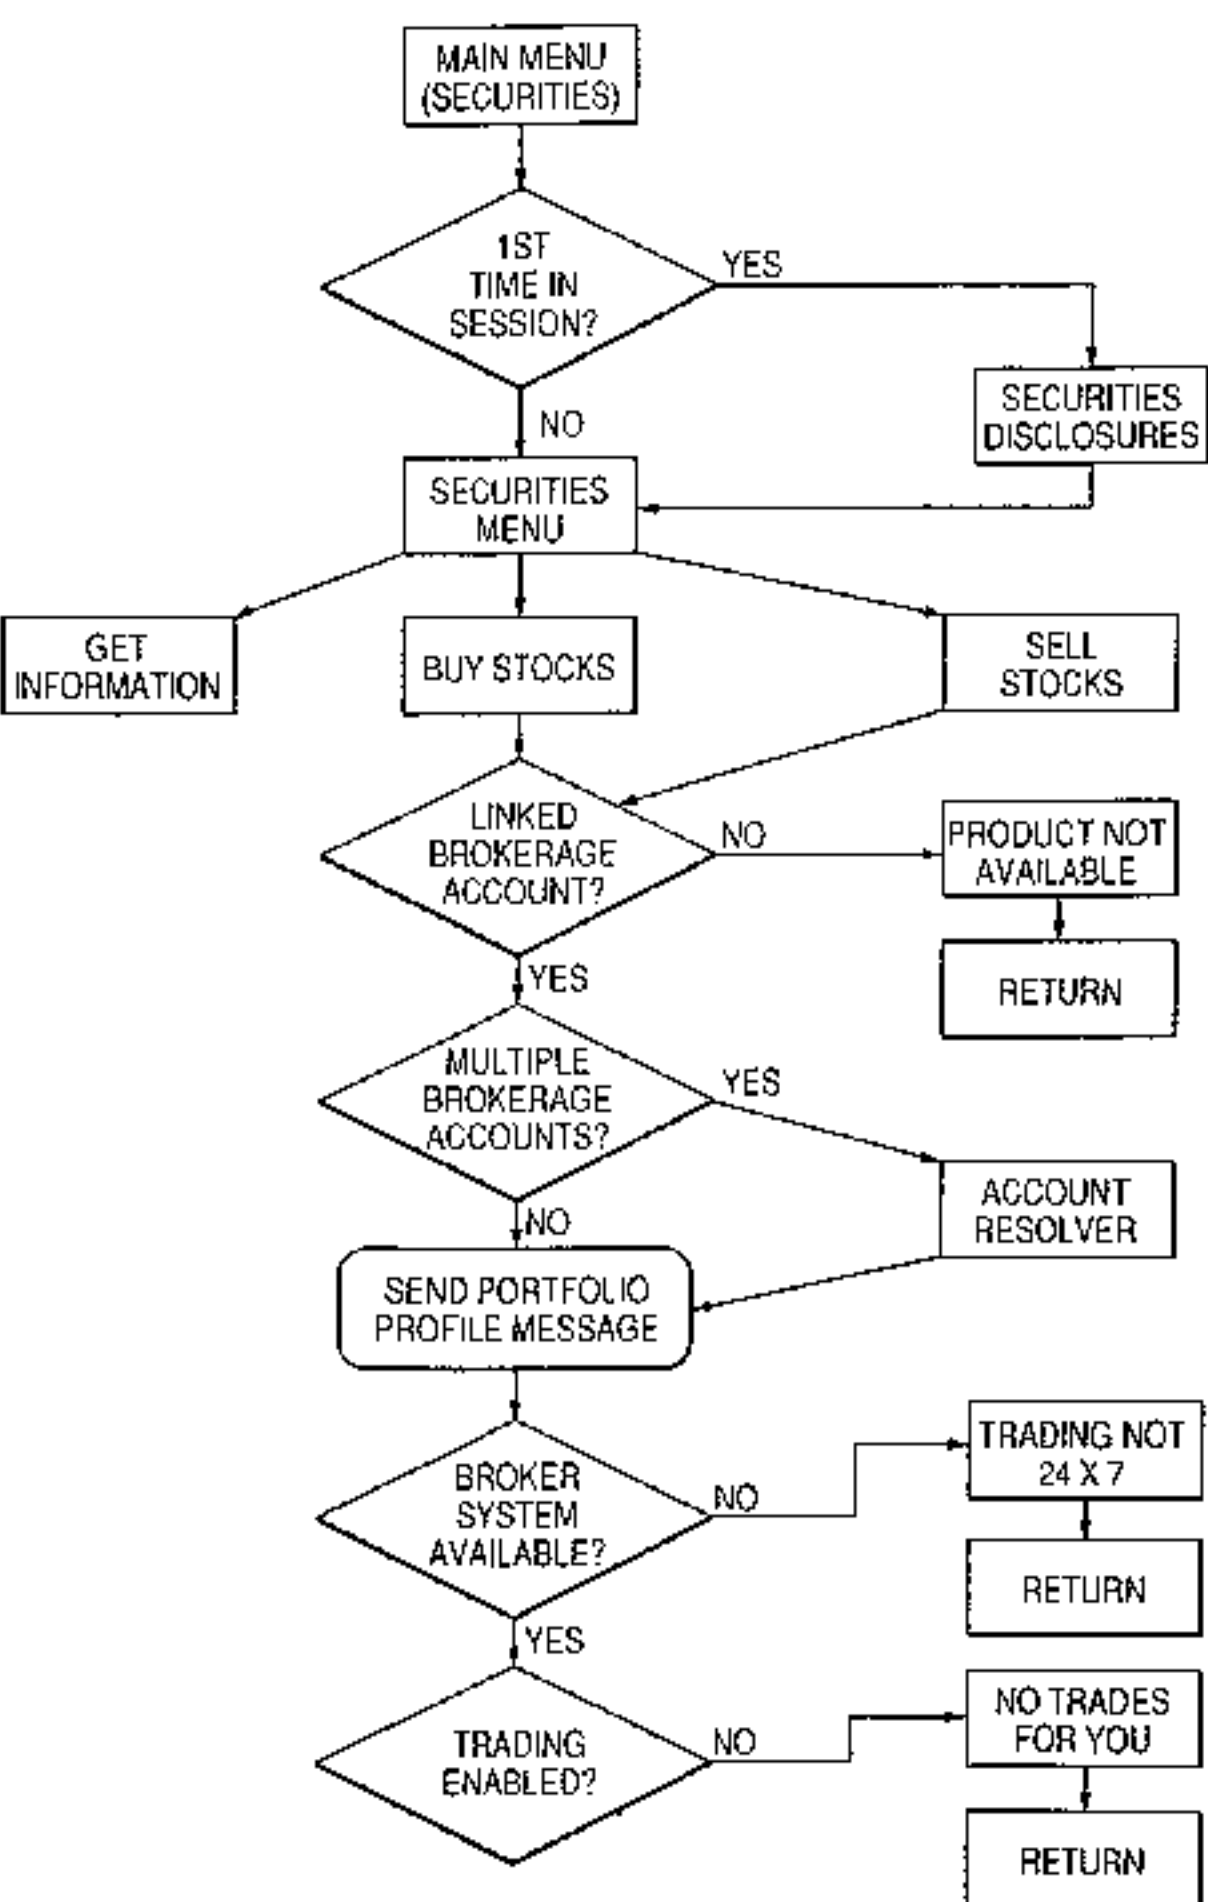 MAIN MENU
(SECURITIES)
1ST
TIME IN
SESSION?
YES
SECURITIES
DISCLOSURES
NO
SECURITIES
MENU
GET
INFORMATION
BUY STOCKS
SELL
STOCKS
LINKED
BROKERAGE
ACCOUNT?
NO
PRODUCT NOT
AVAILABLE
RETURN
YES
MULTIPLE
BROKERAGE
ACCOUNTS?
YES
ACCOUNT
RESOLVER
NO
SEND PORTFOLIO
PROFILE MESSAGE
BROKER
SYSTEM
AVAILABLE?
NO
TRADING NOT
24 X 7
RETURN
YES
TRADING
ENABLED?
NO
NO TRADES
FOR YOU
RETURN